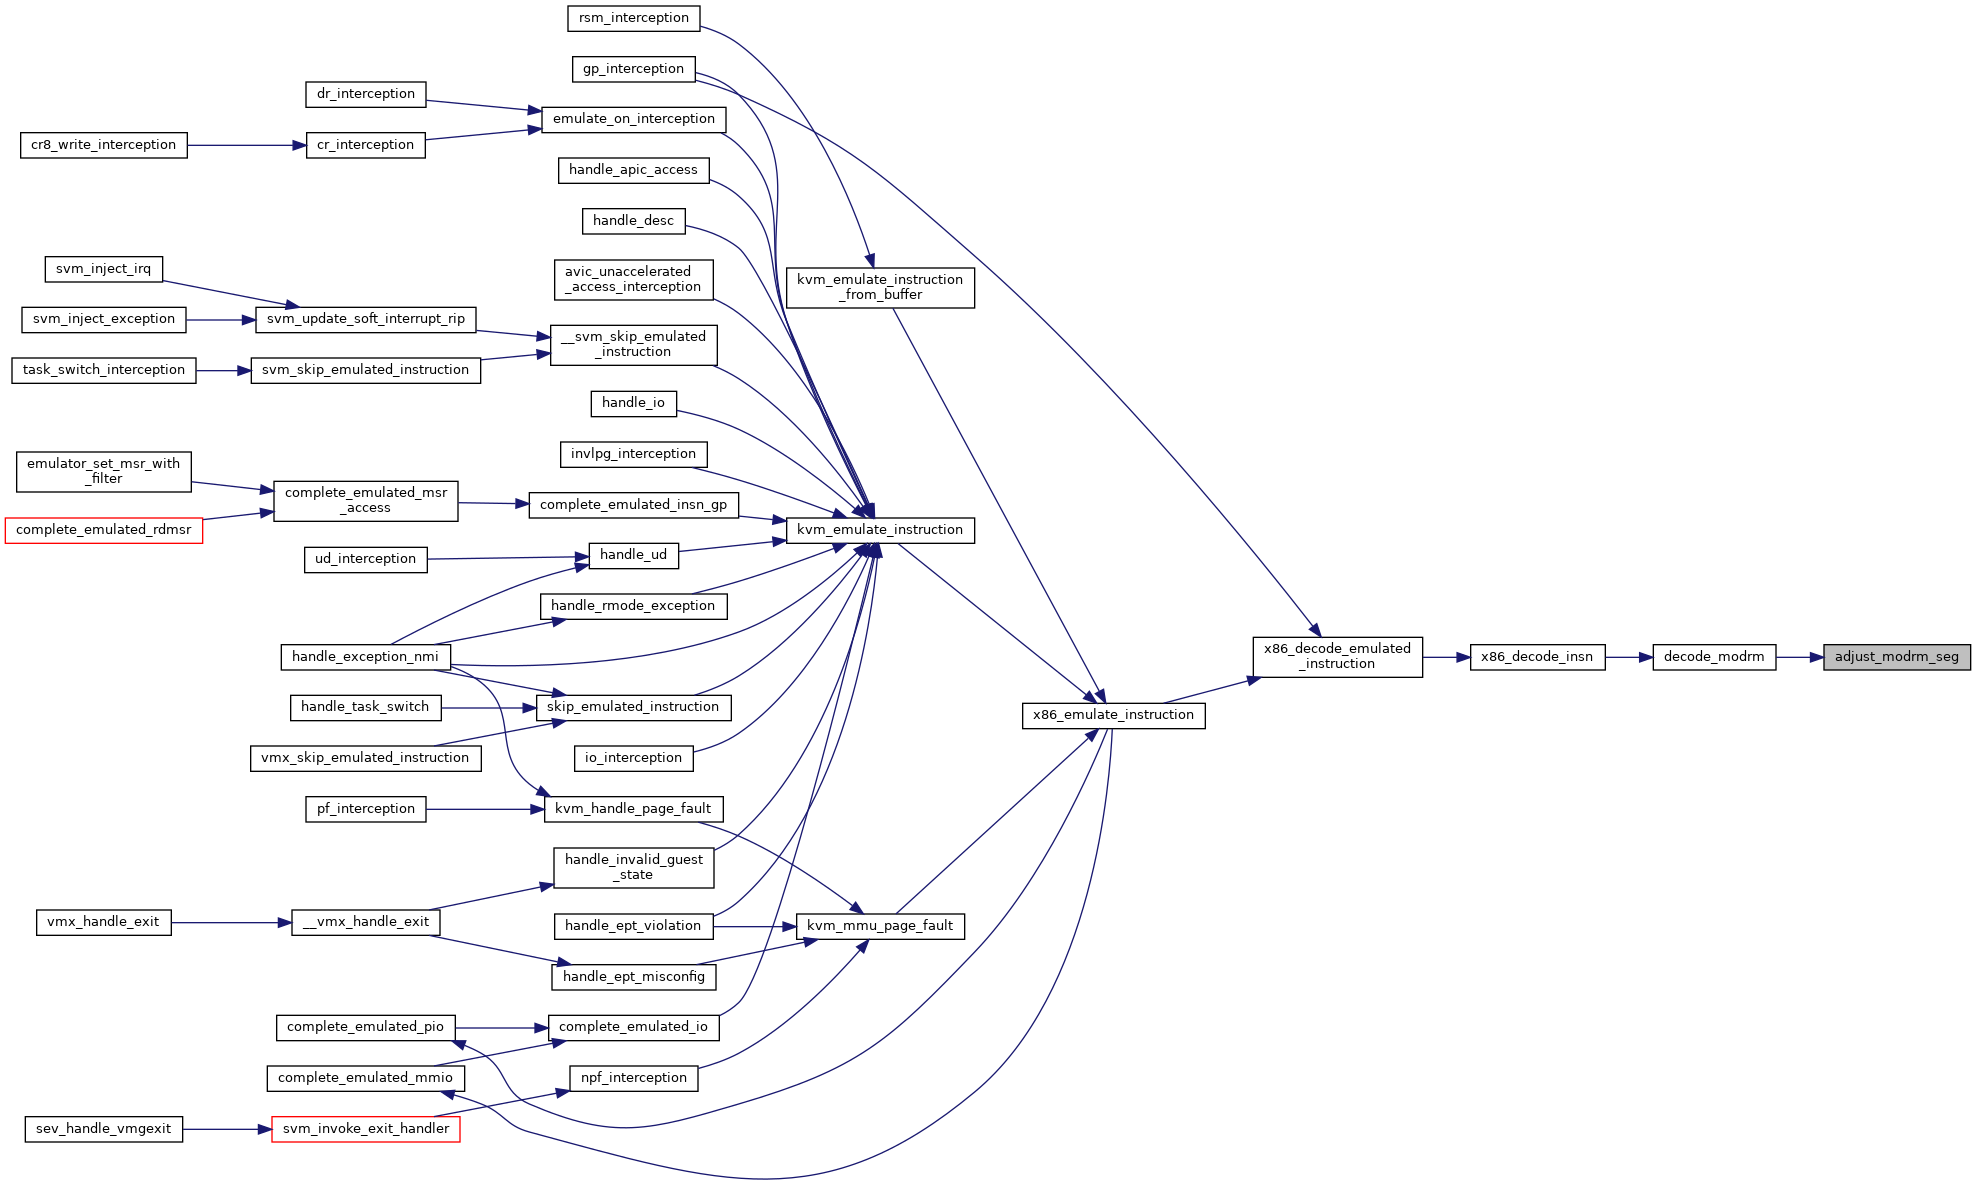 rsm_interception
gp_interception
dr_interception
emulate_on_interception
cr8_write_interception
cr_interception
handle_apic_access
handle_desc
svm_inject_irq
avic_unaccelerated
_access_interception
kvm_emulate_instruction
_from_buffer
svm_inject_exception
svm_update_soft_interrupt_rip
__svm_skip_emulated
_instruction
task_switch_interception
svm_skip_emulated_instruction
handle_io
invlpg_interception
emulator_set_msr_with
_filter
complete_emulated_msr
_access
complete_emulated_insn_gp
complete_emulated_rdmsr
kvm_emulate_instruction
ud_interception
handle_ud
handle_rmode_exception
handle_exception_nmi
x86_decode_emulated
_instruction
x86_decode_insn
decode_modrm
adjust_modrm_seg
handle_task_switch
skip_emulated_instruction
x86_emulate_instruction
vmx_skip_emulated_instruction
io_interception
pf_interception
kvm_handle_page_fault
handle_invalid_guest
_state
vmx_handle_exit
__vmx_handle_exit
handle_ept_violation
kvm_mmu_page_fault
handle_ept_misconfig
complete_emulated_pio
complete_emulated_io
complete_emulated_mmio
npf_interception
sev_handle_vmgexit
svm_invoke_exit_handler